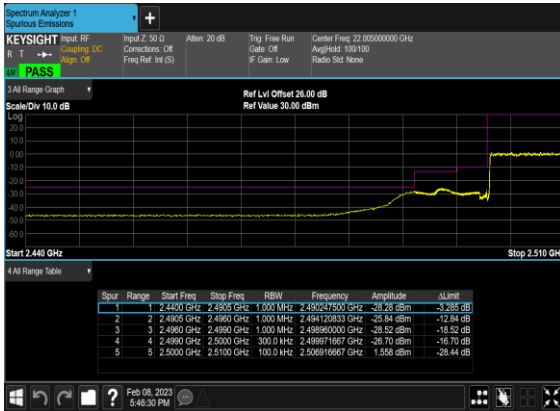 Spectrum Analyzer 1
Spurious Emissions
KEYSIGHT
R T
LXI
PASS
Input: RF
Coupling: DC
Align: Off
Input Z: 50 Ω
Corrections: Off
Freq Ref: Int (S)
Atten: 20 dB
Trig: Free Run
Gate: Off
IF Gain: Low
Center Freq: 22.005000000 GHz
Avg|Hold: 100/100
Radio Std: None
3 All Range Graph
Scale/Div 10.0 dB
Ref Lvl Offset 26.00 dB
Ref Value 30.00 dBm
Log
20.0
10.0
0.00
-10.0
-20.0
-30.0
-40.0
-50.0
-60.0
Start 2.440 GHz
Stop 2.510 GH
4 All Range Table
Spur Range Start Freq Stop Freq RBW Frequency Amplitude ΔLimit
1 1 2.4400 GHz 2.4905 GHz 1.000 MHz 2.490247500 GHz -28.28 dBm -3.285 dB
2 2 2.4905 GHz 2.4960 GHz 1.000 MHz 2.494120833 GHz -25.84 dBm -12.84 dB
3 3 2.4960 GHz 2.4990 GHz 1.000 MHz 2.498960000 GHz -28.52 dBm -18.52 dB
4 4 2.4990 GHz 2.5000 GHz 300.0 kHz 2.499971667 GHz -26.70 dBm -16.70 dB
5 5 2.5000 GHz 2.5100 GHz 100.0 kHz 2.506916667 GHz 1.558 dBm -28.44 dB
?
Feb 08, 2023
5:46:30 PM